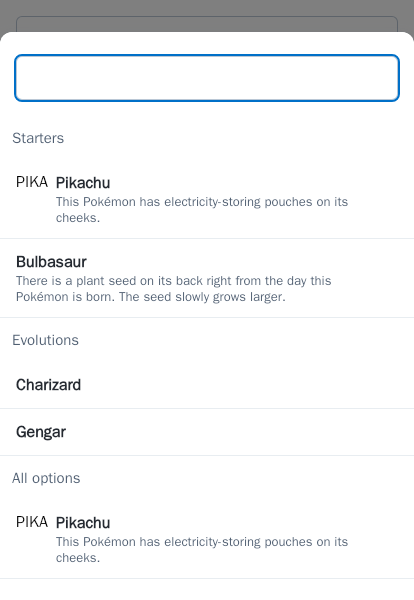 Starters
PIKA Pikachu
This Pokémon has electricity-storing pouches on its
cheeks.
Bulbasaur
There is a plant seed on its back right from the day this
Pokémon is born. The seed slowly grows larger.
Evolutions
Charizard
Gengar
All options
PIKA Pikachu
This Pokémon has electricity-storing pouches on its
cheeks.